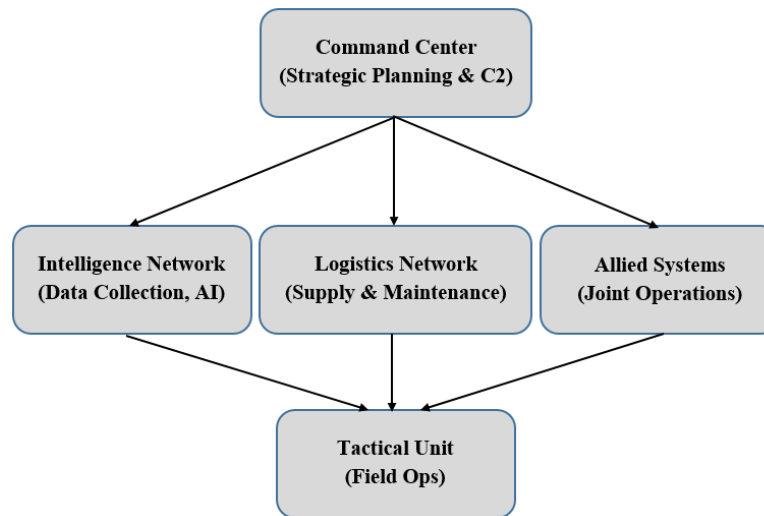 Command Center
(Strategic Planning & C2)
Intelligence Network
(Data Collection, AI)
Logistics Network
(Supply & Maintenance)
Allied Systems
(Joint Operations)
Tactical Unit
(Field Ops)